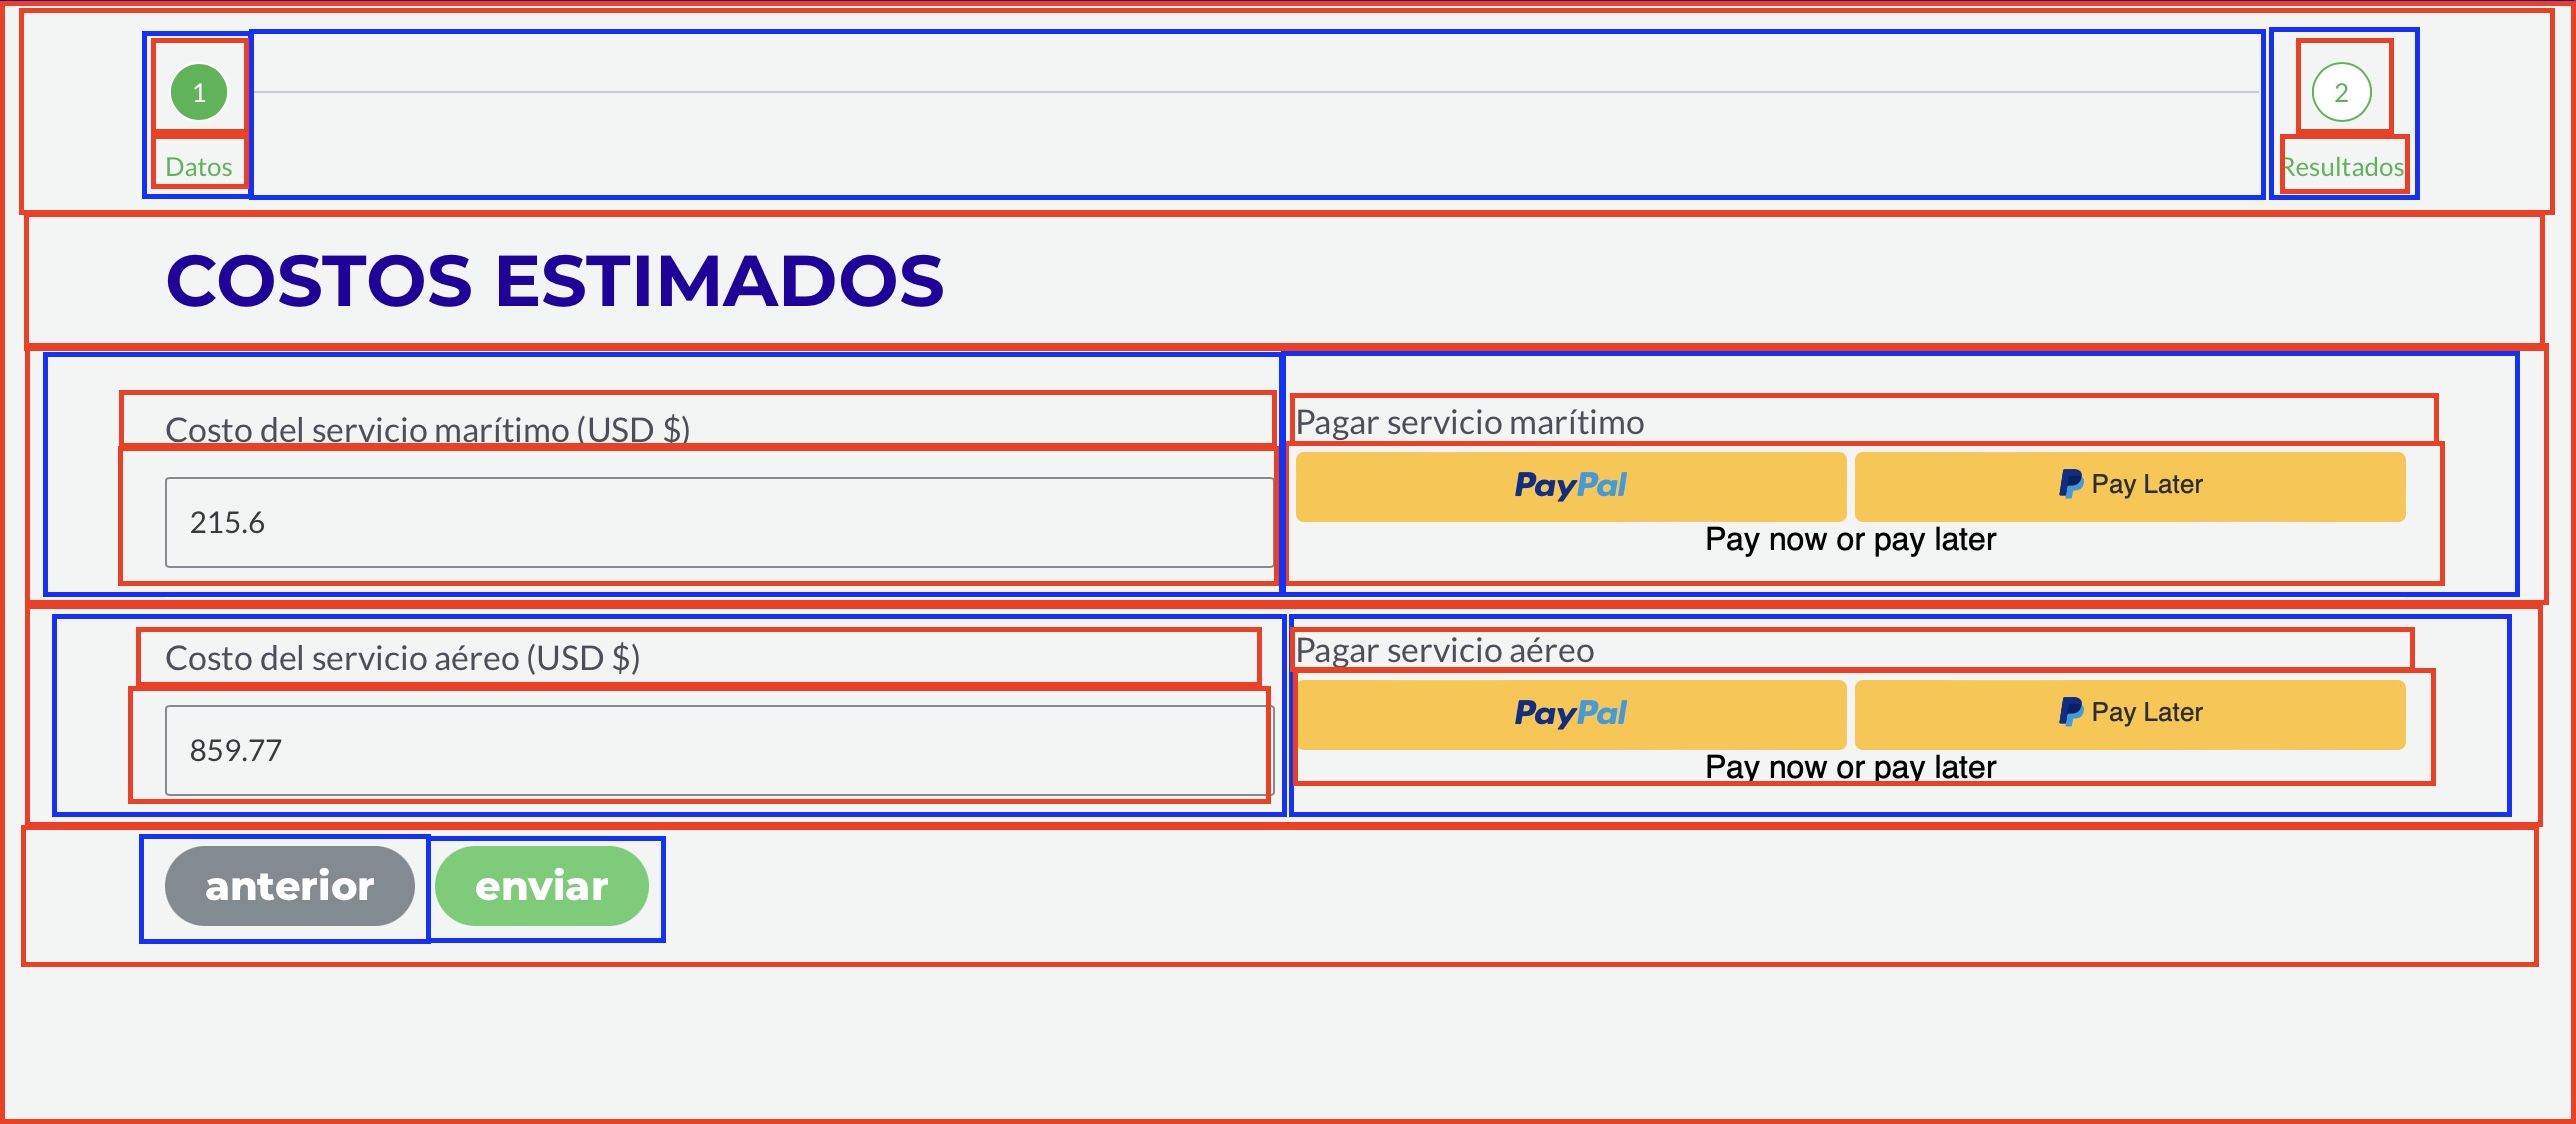 1
2
Datos
Resultados
COSTOS ESTIMADOS
Costo del servicio marítimo (USD $)
Pagar servicio marítimo
215.6
PayPal
Pay Later
Pay now or pay later
Costo del servicio aéreo (USD $)
Pagar servicio aéreo
859.77
PayPal
Pay Later
Pay now or pay later
anterior
enviar